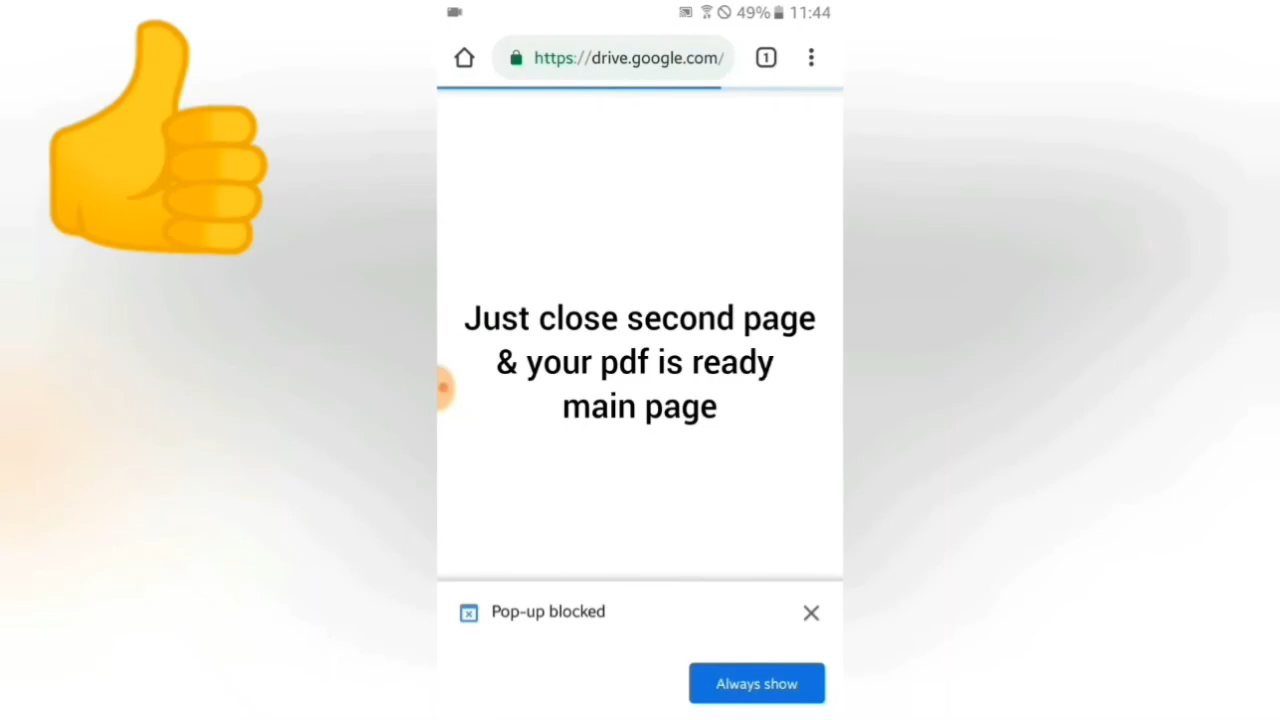 49% 11:44
https://drive.google.com/ 1
Just close second page
& your pdf is ready
main page
Pop-up blocked
Always show